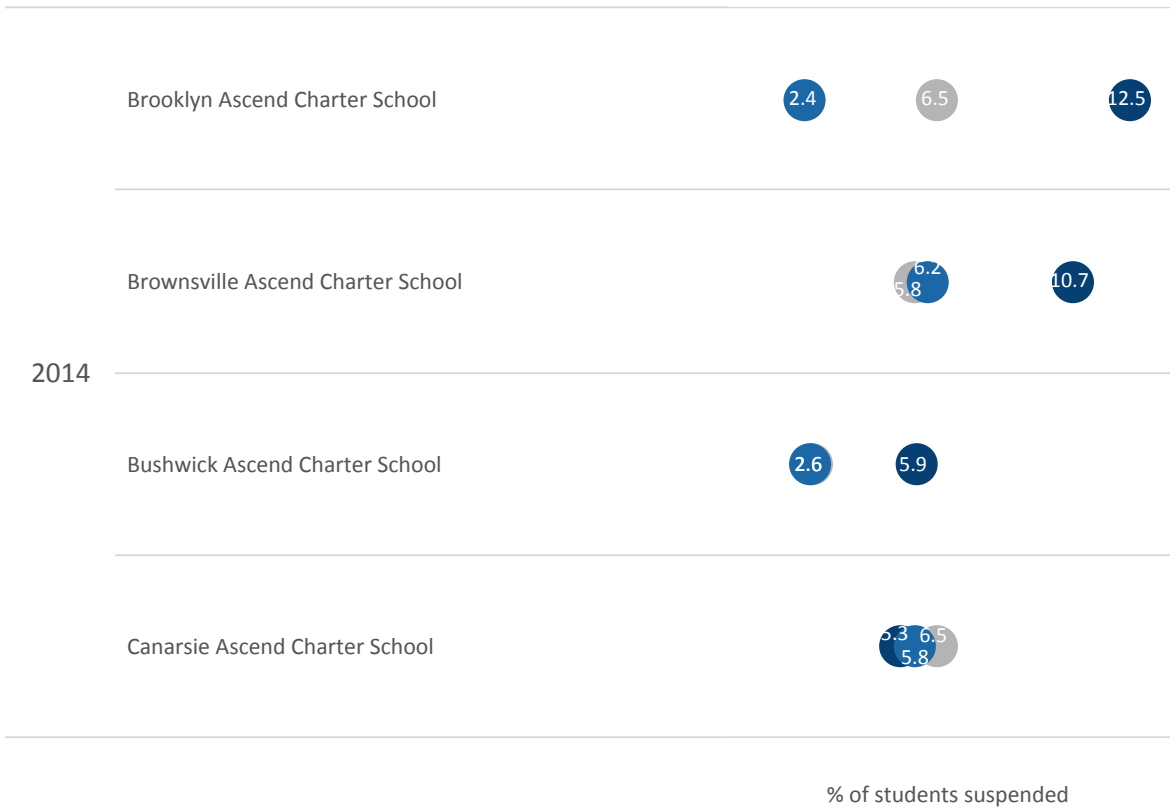 Brooklyn Ascend Charter School 2.4 6.5 12.5
Brownsville Ascend Charter School 5.8 6.2 10.7
2014
Bushwick Ascend Charter School 2.6 5.9
Canarsie Ascend Charter School 5.3 5.8 6.5
% of students suspended